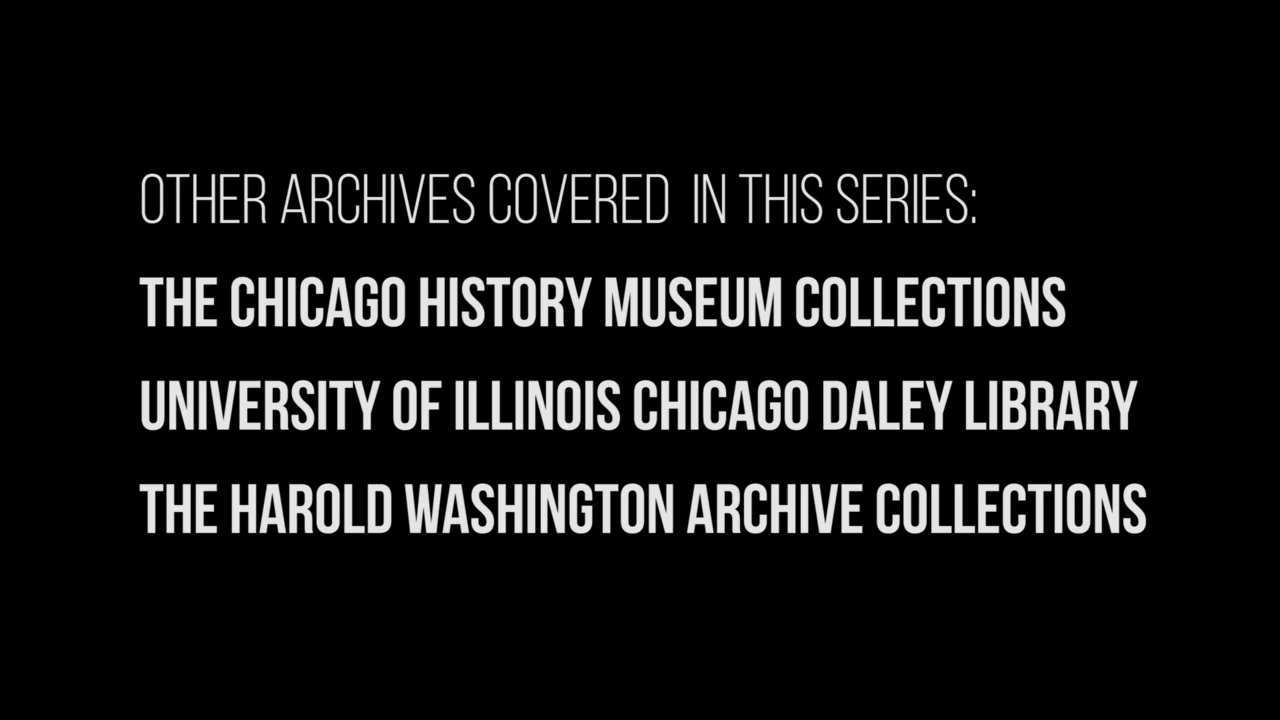 OTHER ARCHIVES COVERED IN THIS SERIES:
THE CHICAGO HISTORY MUSEUM COLLECTIONS
UNIVERSITY OF ILLINOIS CHICAGO DALEY LIBRARY
THE HAROLD WASHINGTON ARCHIVE COLLECTIONS